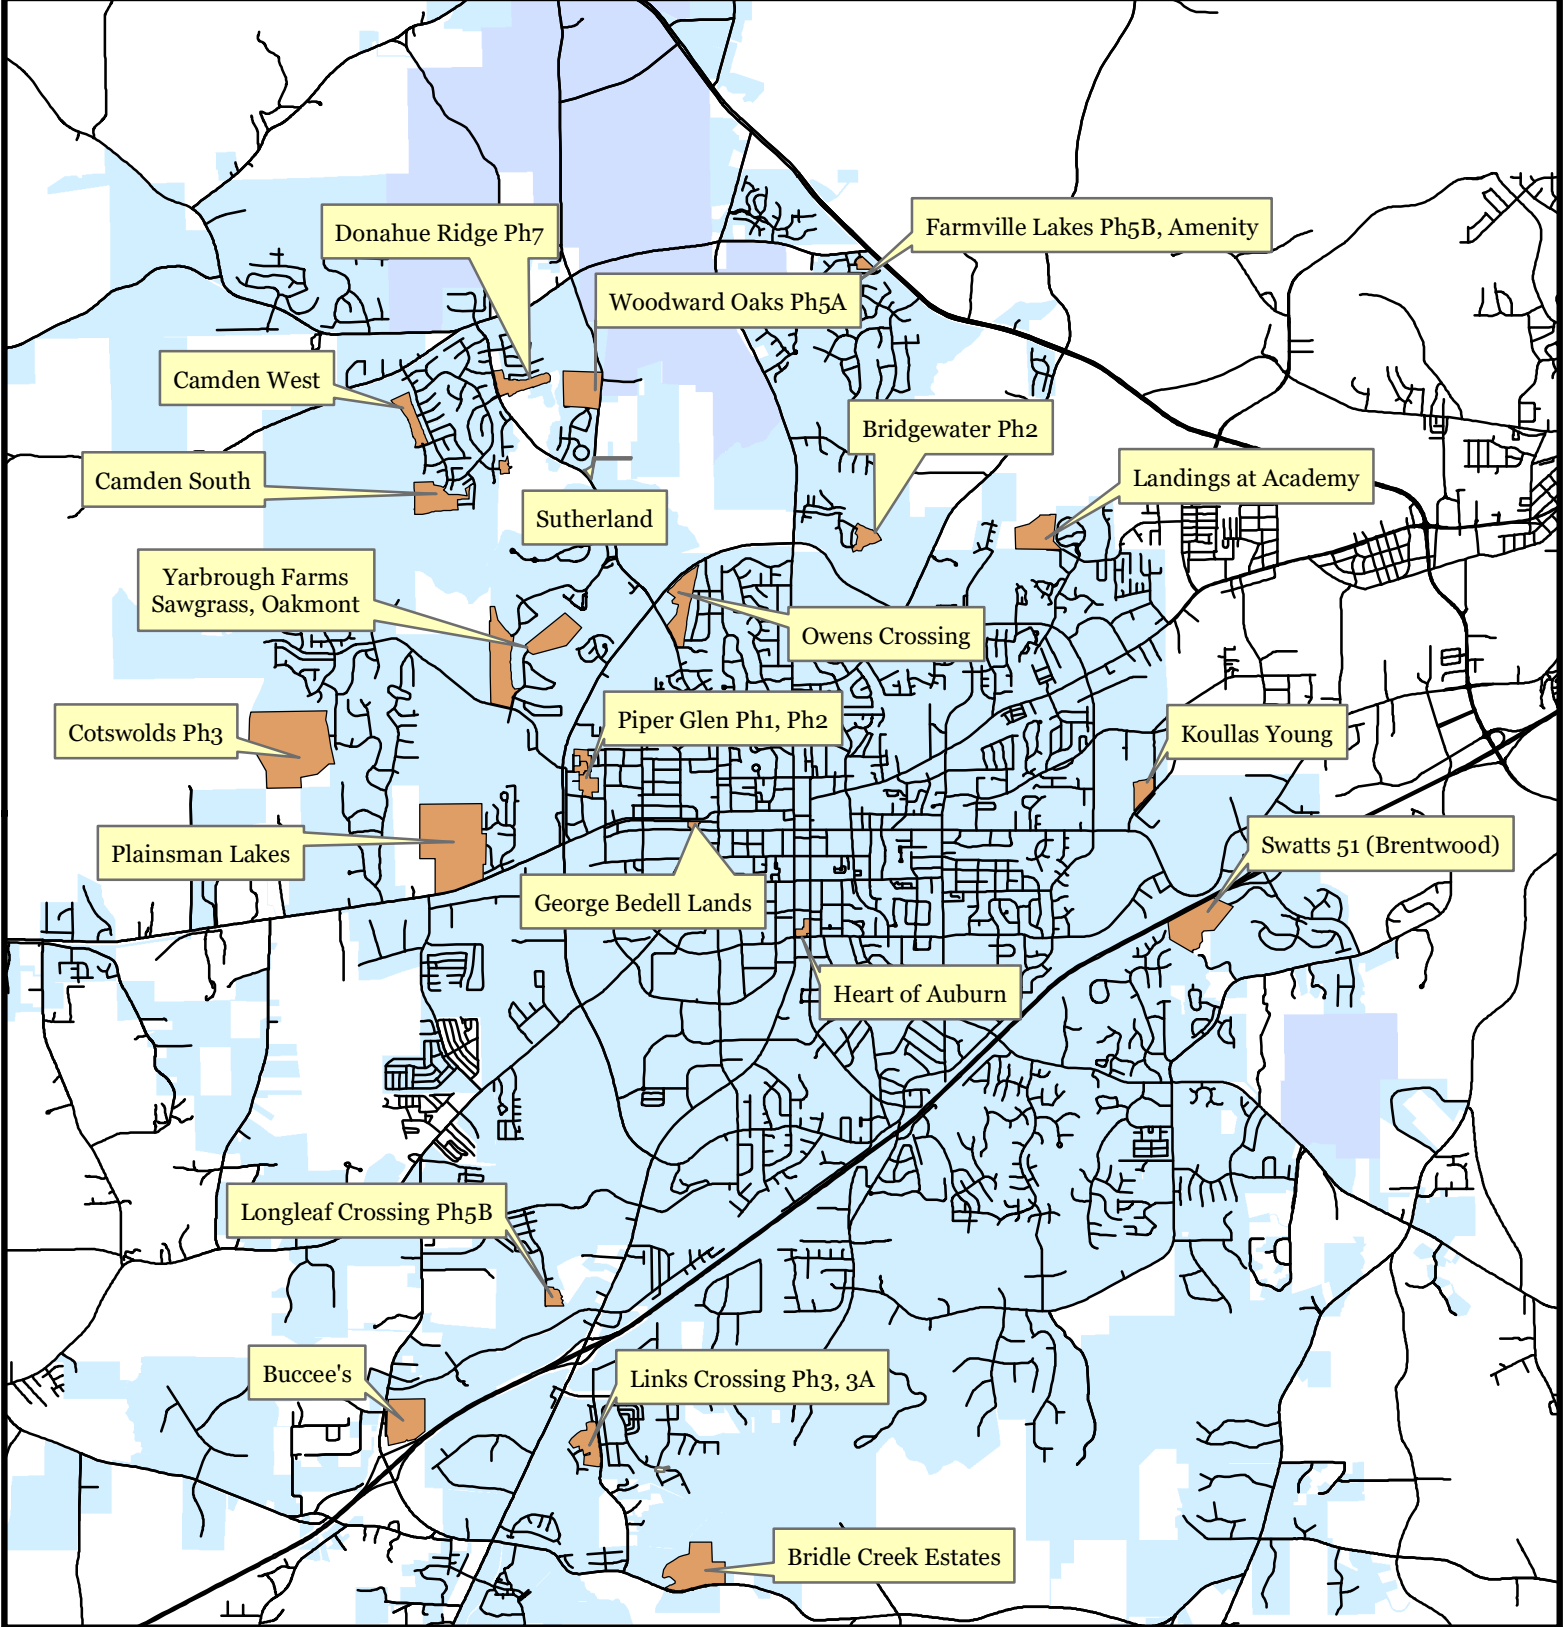 Farmville Lakes Ph5B, Amenity
Donahue Ridge Ph7
Woodward Oaks Ph5A
Camden West
Bridgewater Ph2
Landings at Academy
Camden South
Sutherland
Yarbrough Farms
Sawgrass, Oakmont
Owens Crossing
Piper Glen Ph1, Ph2
Cotswolds Ph3
Koullas Young
Swatts 51 (Brentwood)
Plainsman Lakes
George Bedell Lands
Heart of Auburn
Longleaf Crossing Ph5B
Buccee's
Links Crossing Ph3, 3A
Bridle Creek Estates